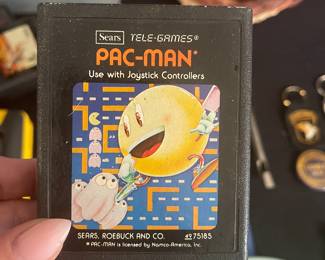 Sears TELE-GAMES®
PAC-MAN*
Use with Joystick Controllers
SEARS, ROEBUCK AND CO. 49 75185
* PAC-MAN is licensed by Namco-America, Inc.